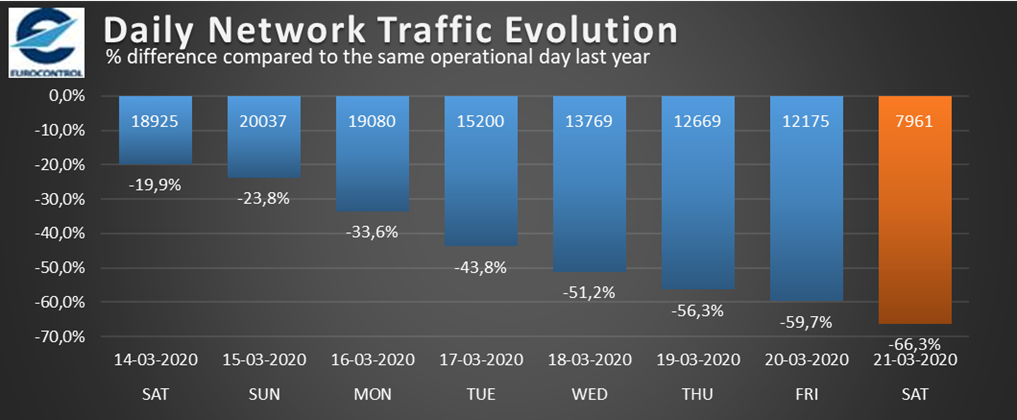 EUROCONTROL
Daily Network Traffic Evolution
% difference compared to the same operational day last year
0,0%
-10,0%
-20,0%
-30,0%
-40,0%
-50,0%
-60,0%
-70,0%
18925 20037 19080 15200 13769 12669 12175 7961
-19,9%
-23,8%
-33,6%
-43,8%
-51,2%
-56,3%
-59,7%
-66,3%
14-03-2020 15-03-2020 16-03-2020 17-03-2020 18-03-2020 19-03-2020 20-03-2020 21-03-2020
SAT SUN MON TUE WED THU FRI SAT